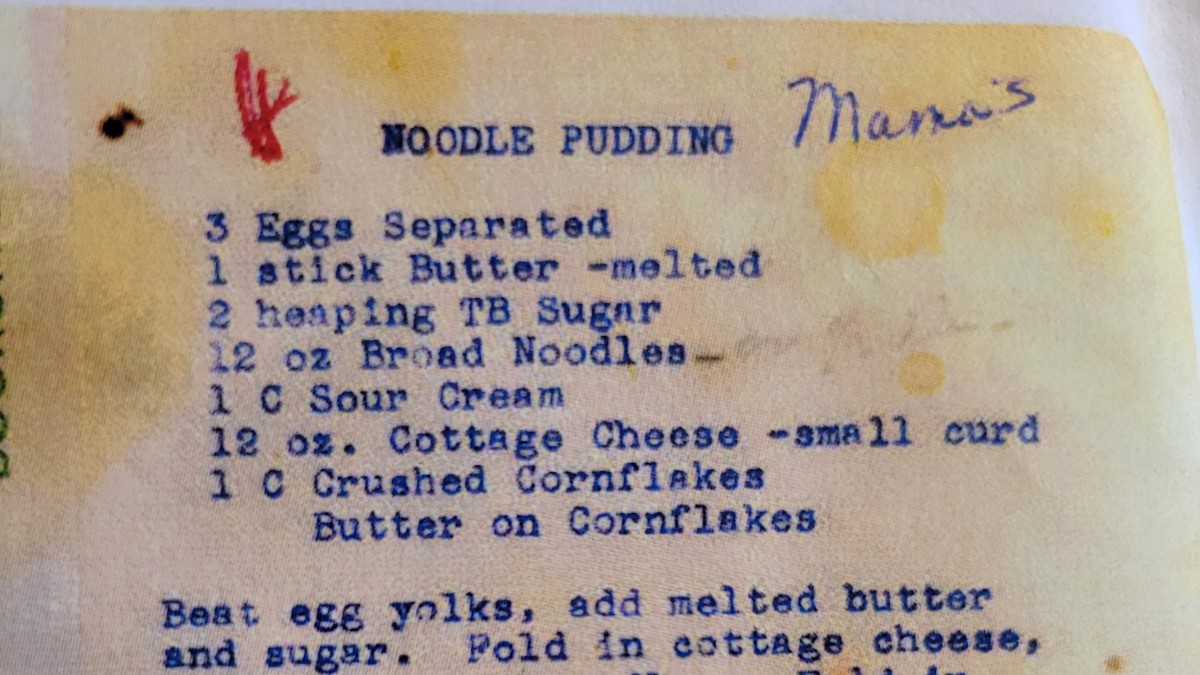 NOODLE PUDDING Mama's
3 Eggs Separated
1 stick Butter -melted
2 heaping TB Sugar
12 oz Broad Noodles- or
1 C Sour Cream
12 oz. Cottage Cheese -small curd
1 C Crushed Cornflakes
Butter on Cornflakes
Beat egg yolks, add melted butter
and sugar. Fold in cottage cheese,